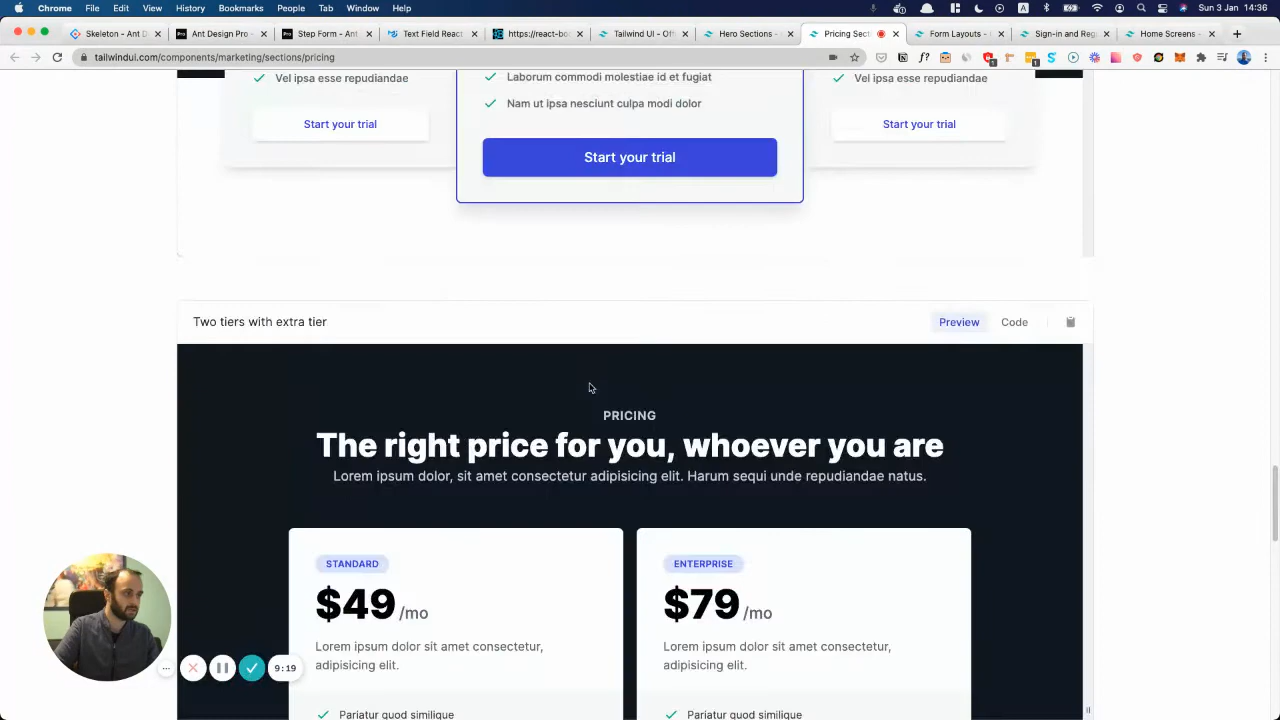 Chrome File Edit View History Bookmarks People Tab Window Help
Sun 3 Jan 14:36
Skeleton - Ant D
Ant Design Pro -
Step Form - Ant
Text Field React
https://react-bo
Tailwind UI - Off
Hero Sections -
Pricing Sect
Form Layouts -
Sign-in and Reg
Home Screens -
tailwindui.com/components/marketing/sections/pricing
Vel ipsa esse repudiandae
Laborum commodi molestiae id et fugiat
Vel ipsa esse repudiandae
Nam ut ipsa nesciunt culpa modi dolor
Start your trial
Start your trial
Start your trial
Two tiers with extra tier
Preview
Code
PRICING
The right price for you, whoever you are
Lorem ipsum dolor, sit amet consectetur adipisicing elit. Harum sequi unde repudiandae natus.
STANDARD
$49 /mo
Lorem ipsum dolor sit amet consectetur,
adipisicing elit.
Pariatur quod similique
ENTERPRISE
$79 /mo
Lorem ipsum dolor sit amet consectetur,
adipisicing elit.
Pariatur quod similique
9:19